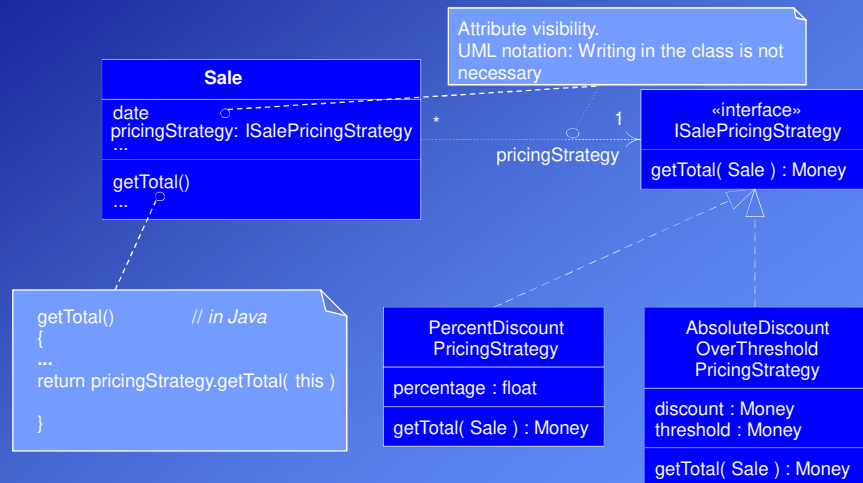 Attribute visibility.
UML notation: Writing in the class is not
necessary
Sale
date
pricingStrategy: ISalePricingStrategy
...
getTotal()
...
*
1
pricingStrategy
«interface»
ISalePricingStrategy
getTotal( Sale ) : Money
getTotal() // in Java
{
...
return pricingStrategy.getTotal( this )
}
PercentDiscount
PricingStrategy
percentage : float
getTotal( Sale ) : Money
AbsoluteDiscount
OverThreshold
PricingStrategy
discount : Money
threshold : Money
getTotal( Sale ) : Money